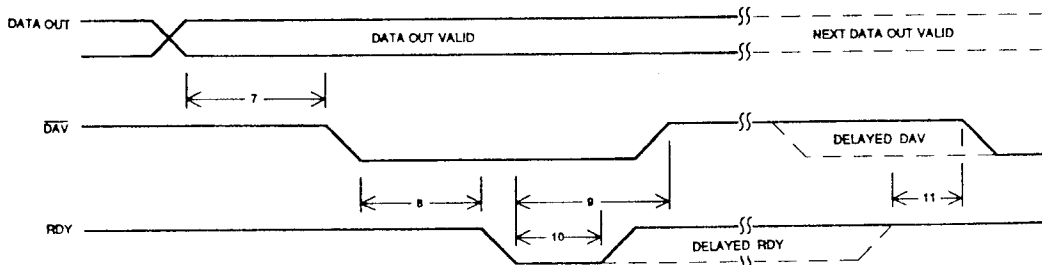 DATA OUT
DATA OUT VALID
NEXT DATA OUT VALID
7
DAV
DELAYED DAV
8
9
11
RDY
10
DELAYED RDY